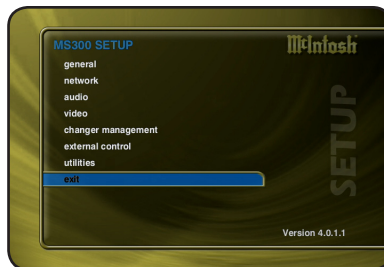 MS300 SETUP
McIntosh
general
network
audio
video
changer management
external control
utilities
exit
SETUP
Version 4.0.1.1